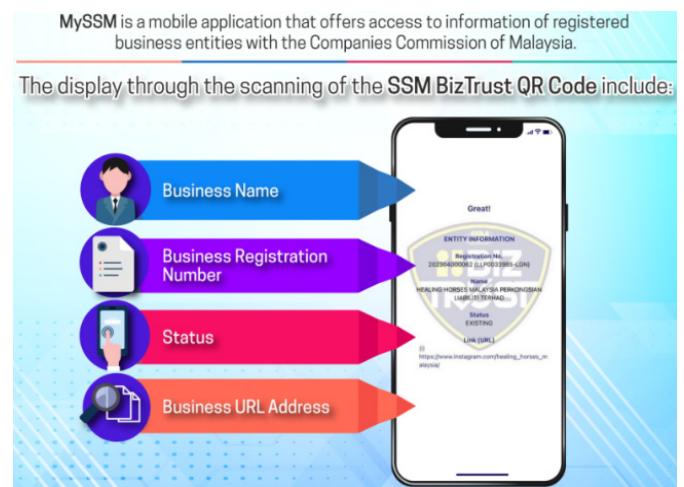 MySSM is a mobile application that offers access to information of registered
business entities with the Companies Commission of Malaysia.
The display through the scanning of the SSM BizTrust QR Code include:
Business Name
Business Registration
Number
Status
Business URL Address
Great!
ENTITY INFORMATION
Registration No.
Name
HEALING HORSES MALAYSIA PERKONGSIAN
LIABILITI TERHAD
Status
EXISTING
Link (URL)
(i)
https://www.instagram.com/healing_horses_m
alaysia/